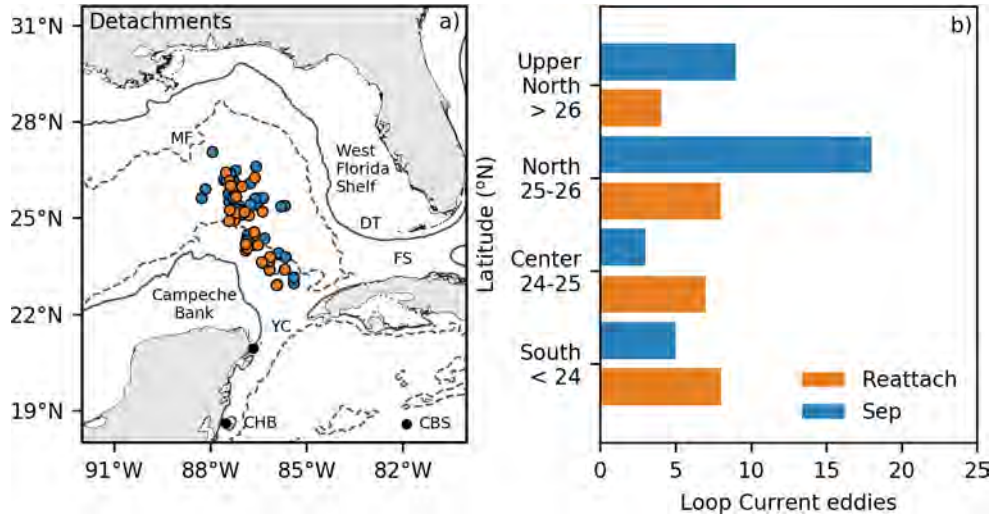 Detachments
a)
31°N
28°N
25°N
22°N
19°N
MF
West
Florida
Shelf
DT
FS
Campeche
Bank
YC
CHB
CBS
91°W
88°W
85°W
82°W
b)
Latitude (°N)
Upper
North
> 26
North
25-26
Center
24-25
South
< 24
Reattach
Sep
0
5
10
15
20
25
Loop Current eddies